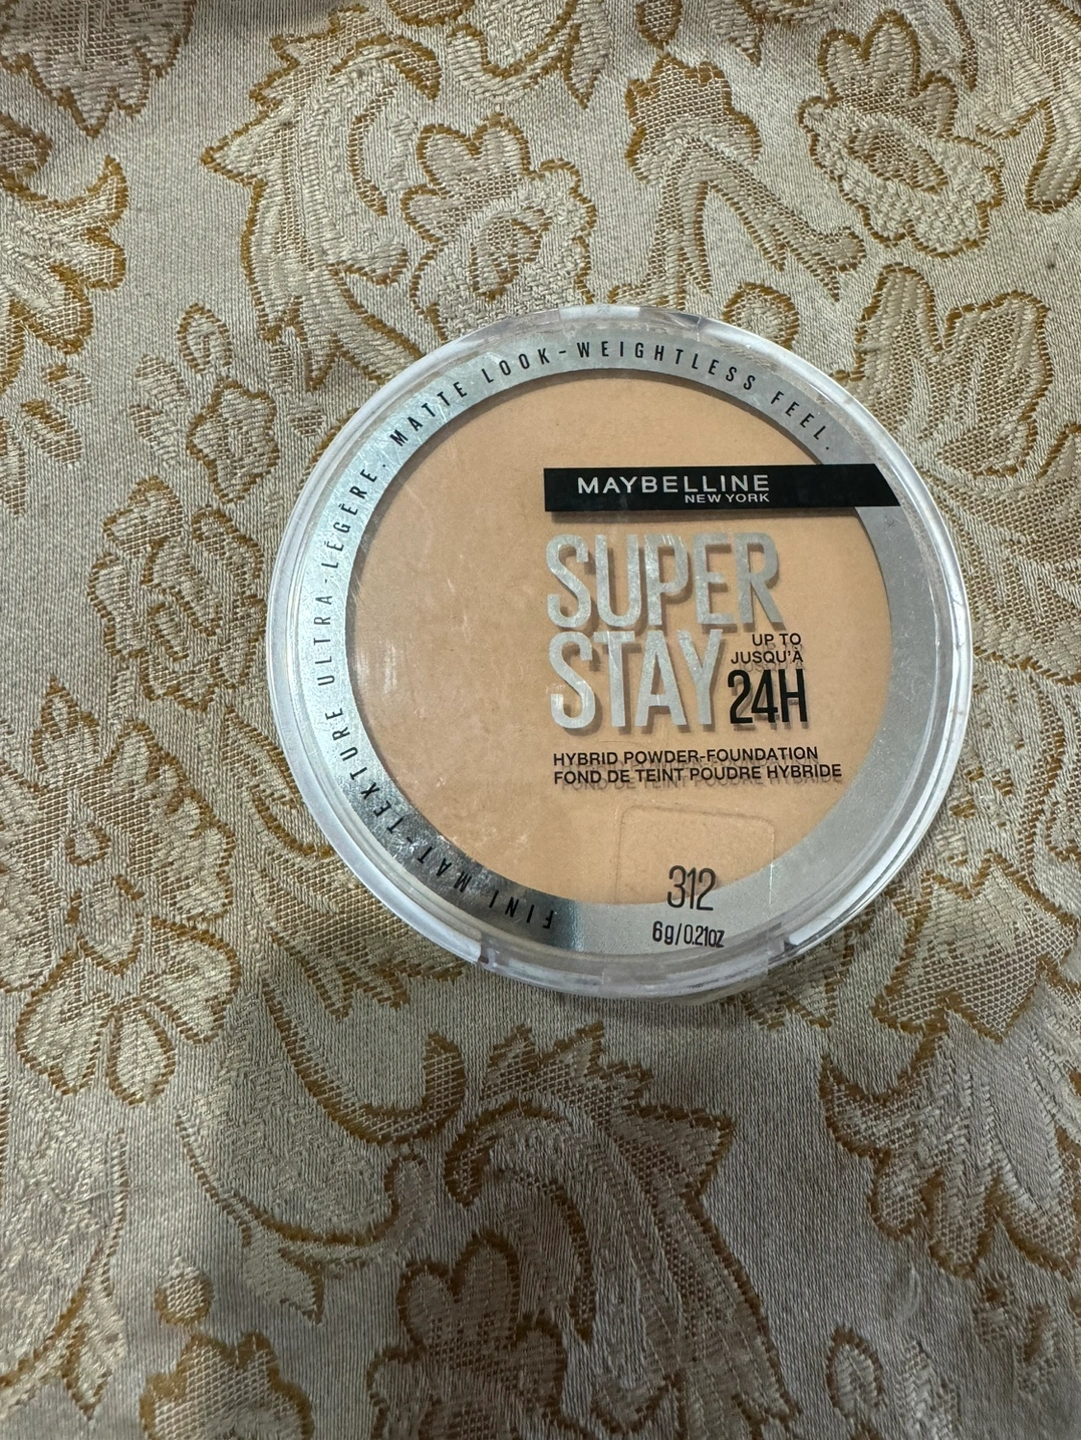 MATTE LOOK-WEIGHTLESS FEEL.
FINI MAT-TEXTURE ULTRA-LÉGÈRE.
MAYBELLINE
NEW YORK
SUPER
STAY
UP TO
JUSQU'À
24H
HYBRID POWDER-FOUNDATION
FOND DE TEINT POUDRE HYBRIDE
312
6g/0.21oz